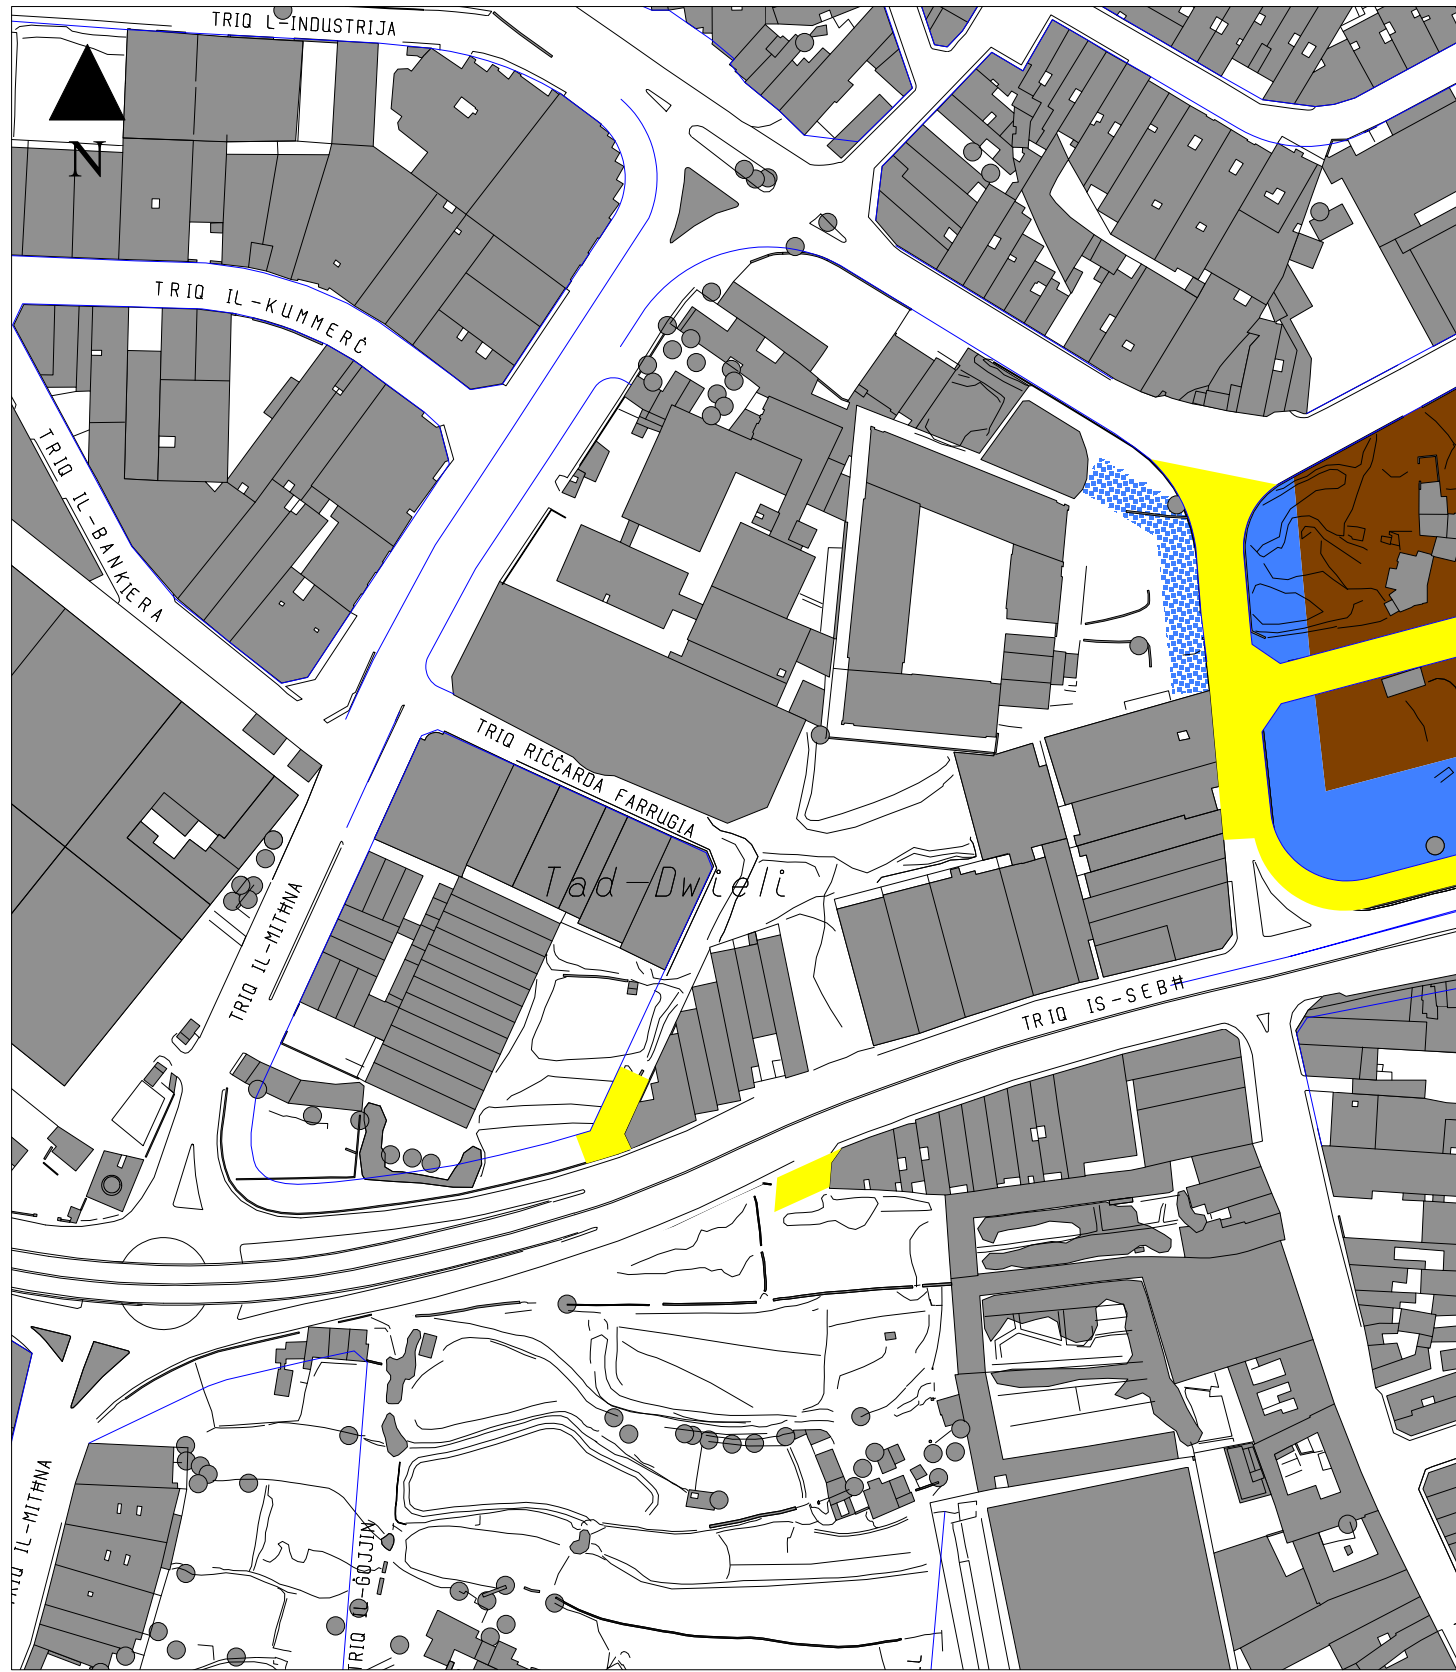 TRIQ L-INDUSTRIJA
N
TRIQ IL-KUMMERĊ
TRIQ IL-BANKIERA
TRIQ RIĊĊARDA FARRUGIA
Tad-Dwieli
TRIQ IL-MITĦNA
TRIQ IS-SEBĦ
TRIQ IL-MITĦNA
TRIQ IL-ĠOJJIN